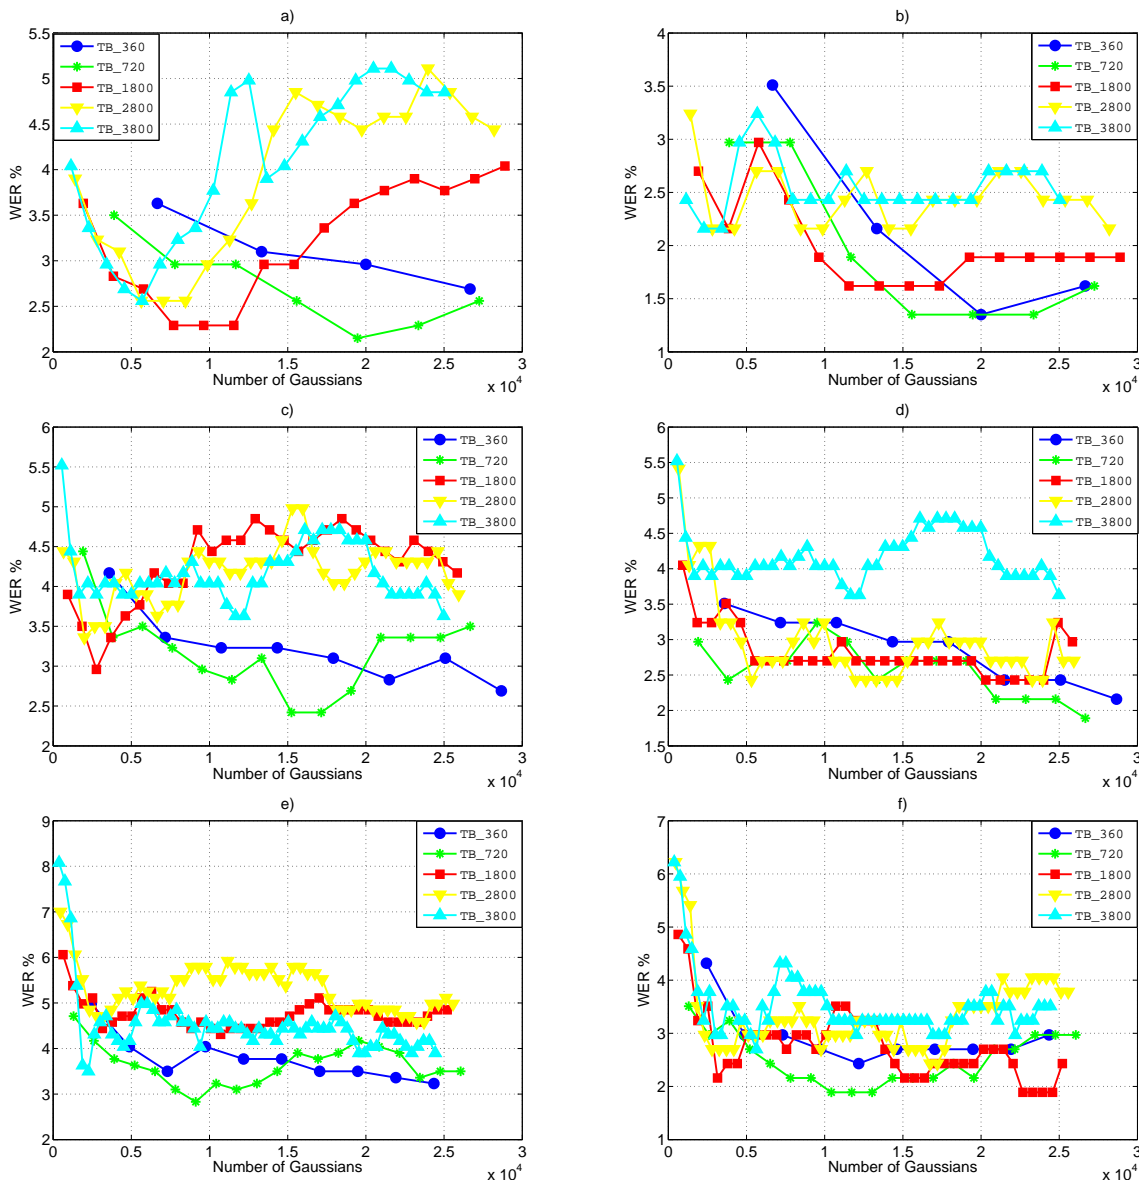 a)
5.5
5
4.5
4
3.5
3
2.5
2
WER %
TB_360
TB_720
TB_1800
TB_2800
TB_3800
0
0.5
1
1.5
2
2.5
3
Number of Gaussians
x 10^4
b)
4
3.5
3
2.5
2
1.5
1
WER %
TB_360
TB_720
TB_1800
TB_2800
TB_3800
0
0.5
1
1.5
2
2.5
3
Number of Gaussians
x 10^4
c)
6
5.5
5
4.5
4
3.5
3
2.5
2
WER %
TB_360
TB_720
TB_1800
TB_2800
TB_3800
0
0.5
1
1.5
2
2.5
3
Number of Gaussians
x 10^4
d)
6
5.5
5
4.5
4
3.5
3
2.5
2
1.5
WER %
TB_360
TB_720
TB_1800
TB_2800
TB_3800
0
0.5
1
1.5
2
2.5
3
Number of Gaussians
x 10^4
e)
9
8
7
6
5
4
3
2
WER %
TB_360
TB_720
TB_1800
TB_2800
TB_3800
0
0.5
1
1.5
2
2.5
3
Number of Gaussians
x 10^4
f)
7
6
5
4
3
2
1
WER %
TB_360
TB_720
TB_1800
TB_2800
TB_3800
0
0.5
1
1.5
2
2.5
3
Number of Gaussians
x 10^4